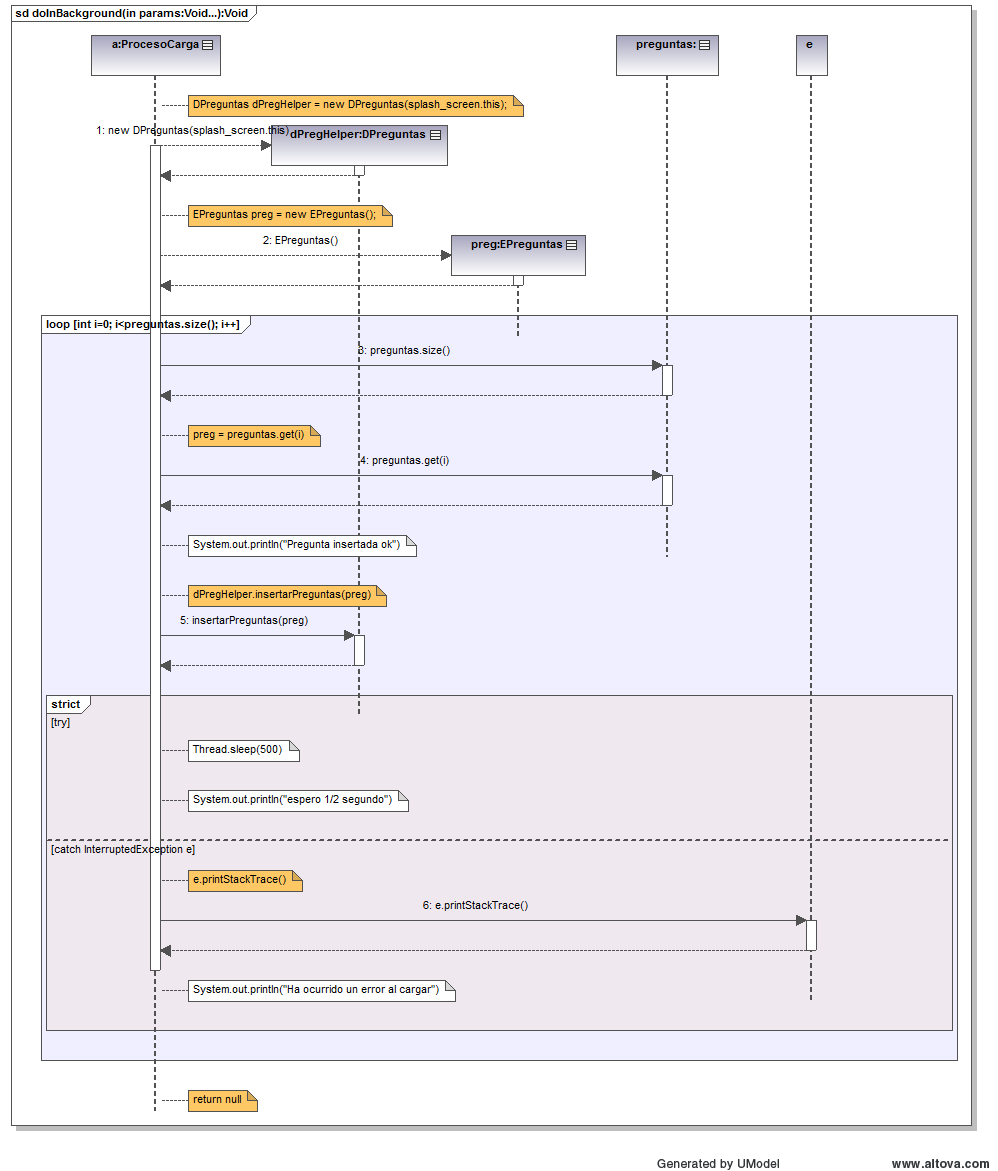 sd doInBackground(in params:Void...):Void
a:ProcesoCarga
preguntas:
e
DPreguntas dPregHelper = new DPreguntas(splash_screen.this);
1: new DPreguntas(splash_screen.this)
dPregHelper:DPreguntas
EPreguntas preg = new EPreguntas();
2: EPreguntas()
preg:EPreguntas
loop [int i=0; i<preguntas.size(); i++]
3: preguntas.size()
preg = preguntas.get(i)
4: preguntas.get(i)
System.out.println("Pregunta insertada ok")
dPregHelper.insertarPreguntas(preg)
5: insertarPreguntas(preg)
strict
[try]
Thread.sleep(500)
System.out.println("espero 1/2 segundo")
[catch InterruptedException e]
e.printStackTrace()
6: e.printStackTrace()
System.out.println("Ha ocurrido un error al cargar")
return null
Generated by UModel
www.altova.com